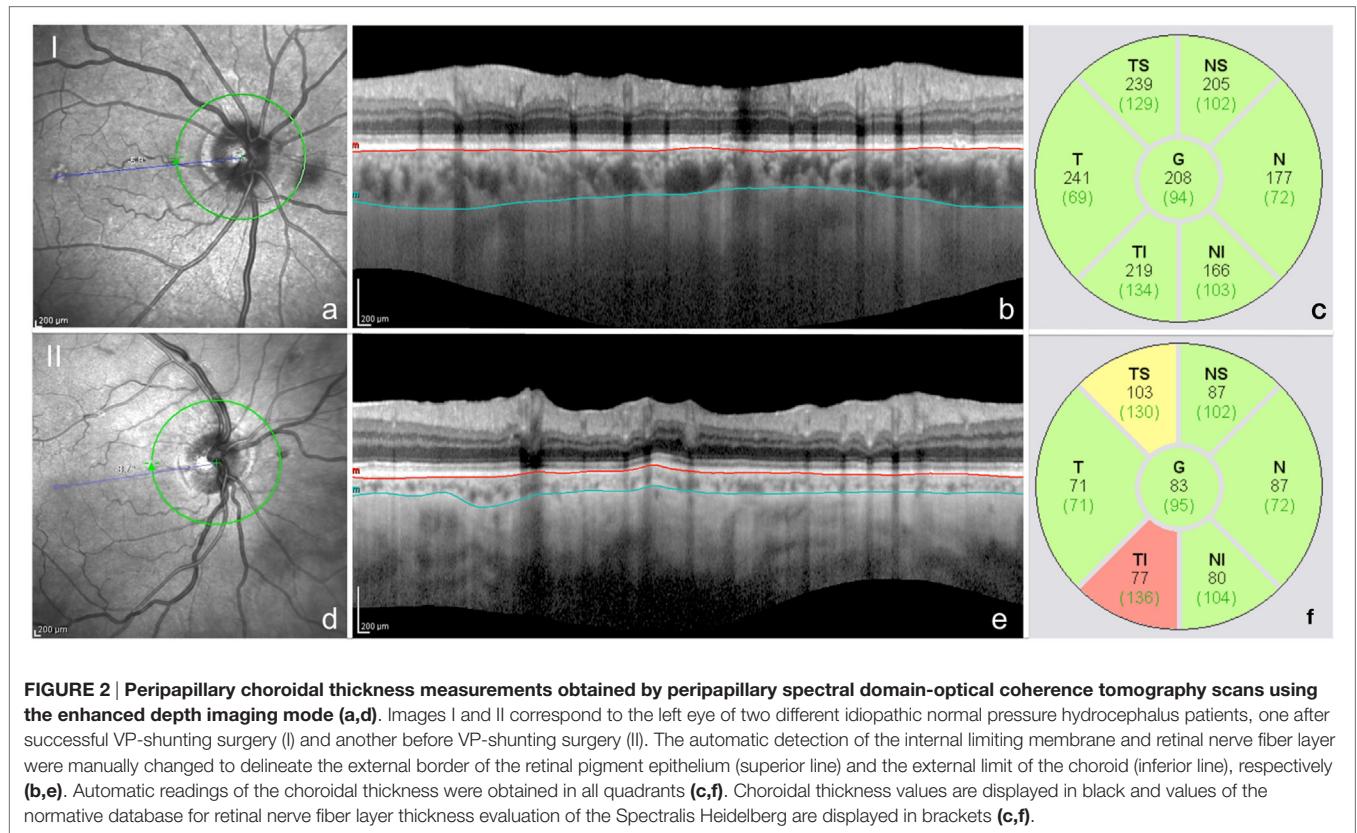 I
5.8°
200 µm
a
m
m
200 µm
b
TS
239
(129)
NS
205
(102)
T
241
(69)
G
208
(94)
N
177
(72)
TI
219
(134)
NI
166
(103)
c
II
200 µm
d
m
m
200 µm
e
TS
103
(130)
NS
87
(102)
T
71
(71)
G
83
(95)
N
87
(72)
TI
77
(136)
NI
80
(104)
f
FIGURE 2 | Peripapillary choroidal thickness measurements obtained by peripapillary spectral domain-optical coherence tomography scans using
the enhanced depth imaging mode (a,d). Images I and II correspond to the left eye of two different idiopathic normal pressure hydrocephalus patients, one after
successful VP-shunting surgery (I) and another before VP-shunting surgery (II). The automatic detection of the internal limiting membrane and retinal nerve fiber layer
were manually changed to delineate the external border of the retinal pigment epithelium (superior line) and the external limit of the choroid (inferior line), respectively
(b,e). Automatic readings of the choroidal thickness were obtained in all quadrants (c,f). Choroidal thickness values are displayed in black and values of the
normative database for retinal nerve fiber layer thickness evaluation of the Spectralis Heidelberg are displayed in brackets (c,f).